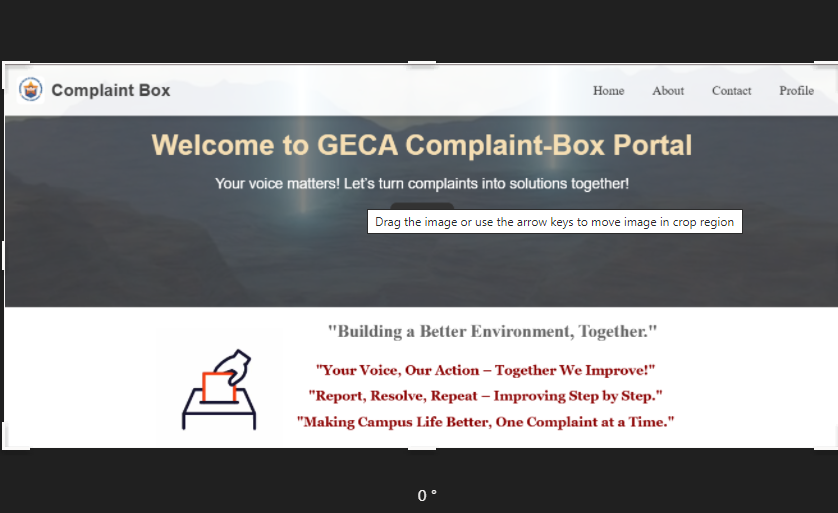 Complaint Box
Home About Contact Profile
Welcome to GECA Complaint-Box Portal
Your voice matters! Let's turn complaints into solutions together!
Drag the image or use the arrow keys to move image in crop region
"Building a Better Environment, Together."
"Your Voice, Our Action – Together We Improve!"
"Report, Resolve, Repeat – Improving Step by Step."
"Making Campus Life Better, One Complaint at a Time."
0 °